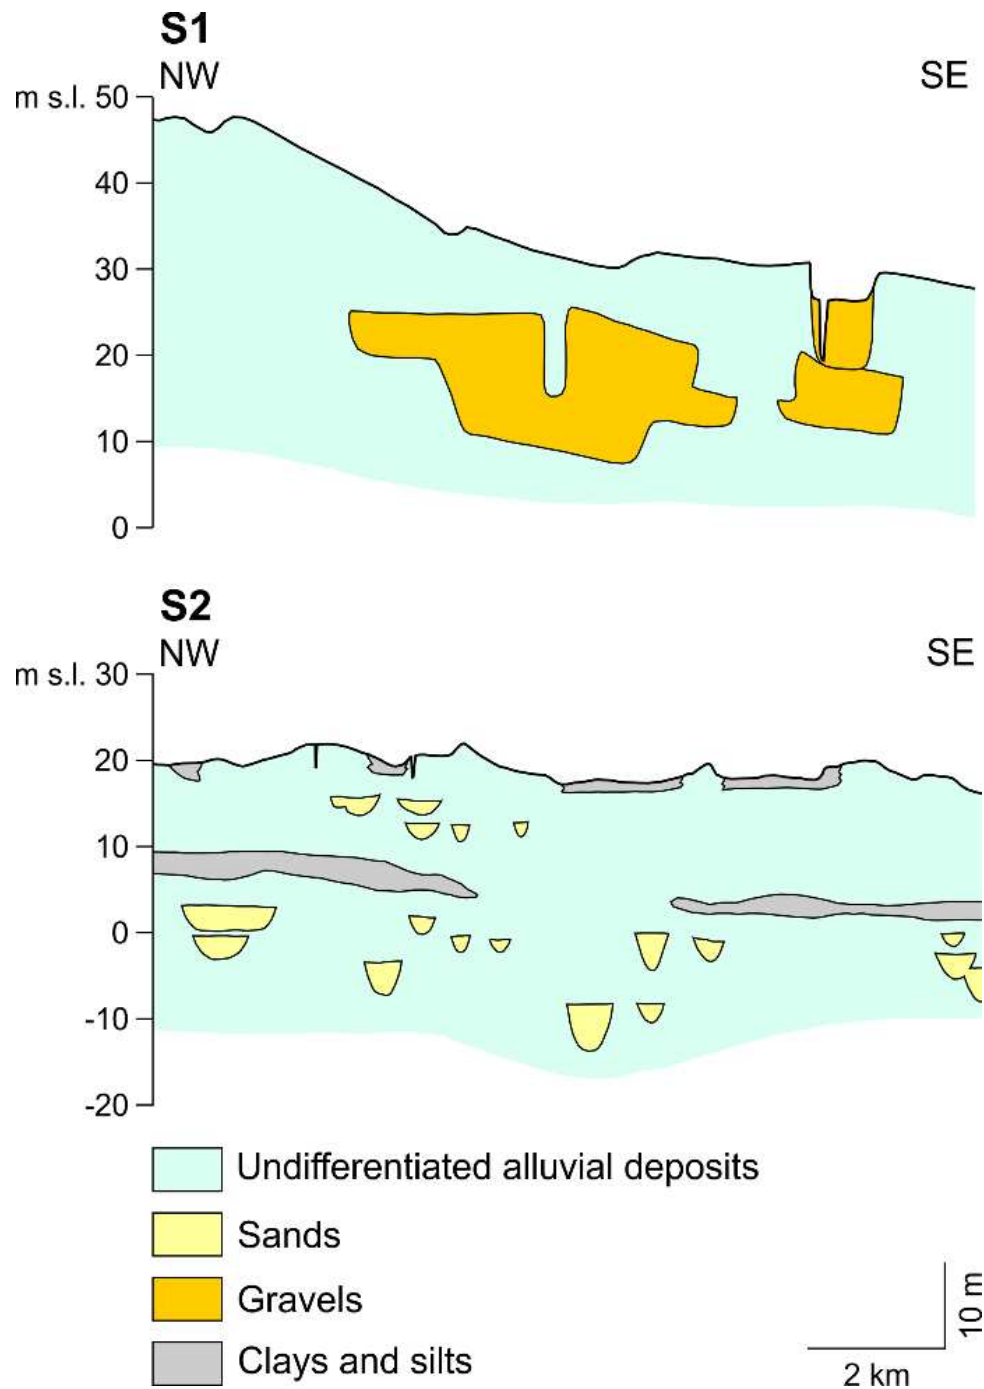 S1
NW SE
m s.l. 50
40
30
20
10
0
S2
NW SE
m s.l. 30
20
10
0
-10
-20
Undifferentiated alluvial deposits
Sands
Gravels
Clays and silts
10 m
2 km